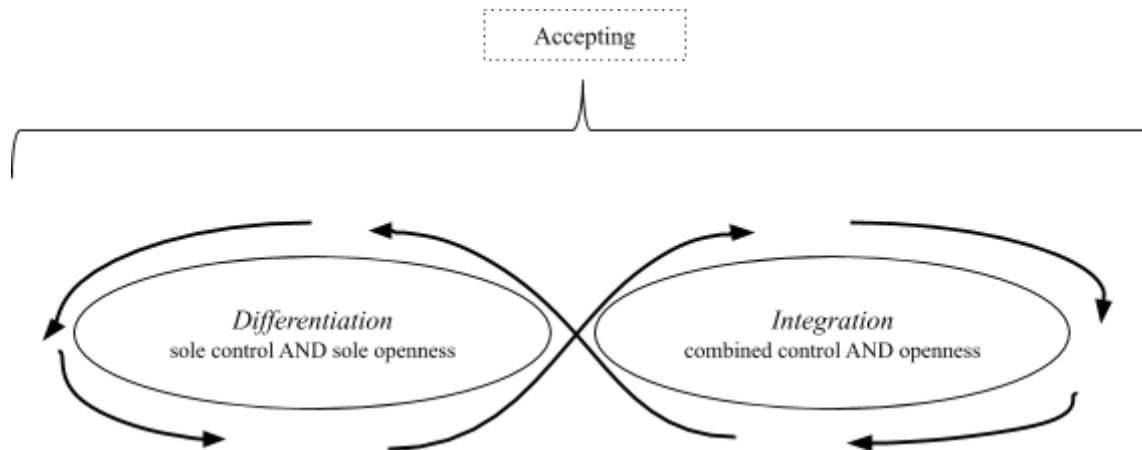 Accepting
Differentiation
sole control AND sole openness
Integration
combined control AND openness